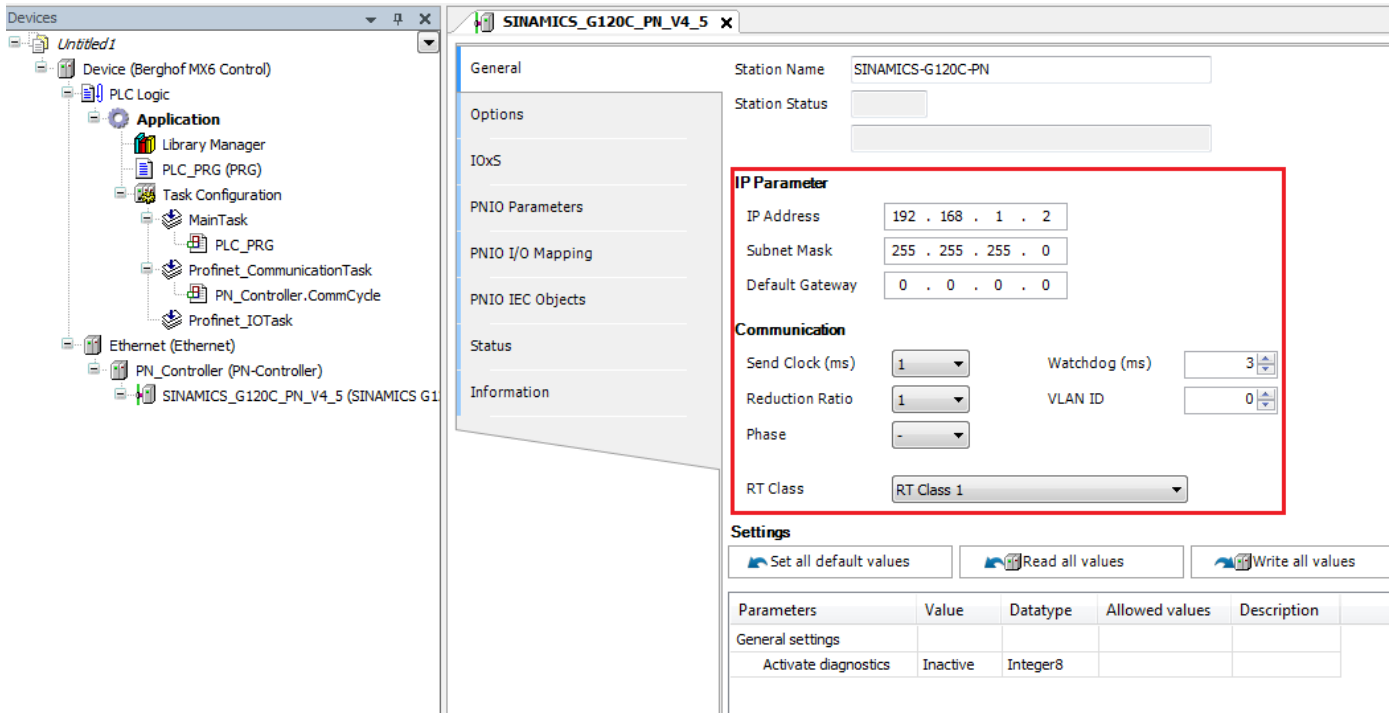 Devices
Untitled1
Device (Berghof MX6 Control)
PLC Logic
Application
Library Manager
PLC_PRG (PRG)
Task Configuration
MainTask
PLC_PRG
Profinet_CommunicationTask
PN_Controller.CommCycle
Profinet_IOTask
Ethernet (Ethernet)
PN_Controller (PN-Controller)
SINAMICS_G120C_PN_V4_5 (SINAMICS G1
SINAMICS_G120C_PN_V4_5
General
Options
IOxS
PNIO Parameters
PNIO I/O Mapping
PNIO IEC Objects
Status
Information
Station Name SINAMICS-G120C-PN
Station Status
IP Parameter
IP Address 192 . 168 . 1 . 2
Subnet Mask 255 . 255 . 255 . 0
Default Gateway 0 . 0 . 0 . 0
Communication
Send Clock (ms) 1 Watchdog (ms) 3
Reduction Ratio 1 VLAN ID 0
Phase -
RT Class RT Class 1
Settings
Set all default values Read all values Write all values
Parameters Value Datatype Allowed values Description
General settings
Activate diagnostics Inactive Integer8